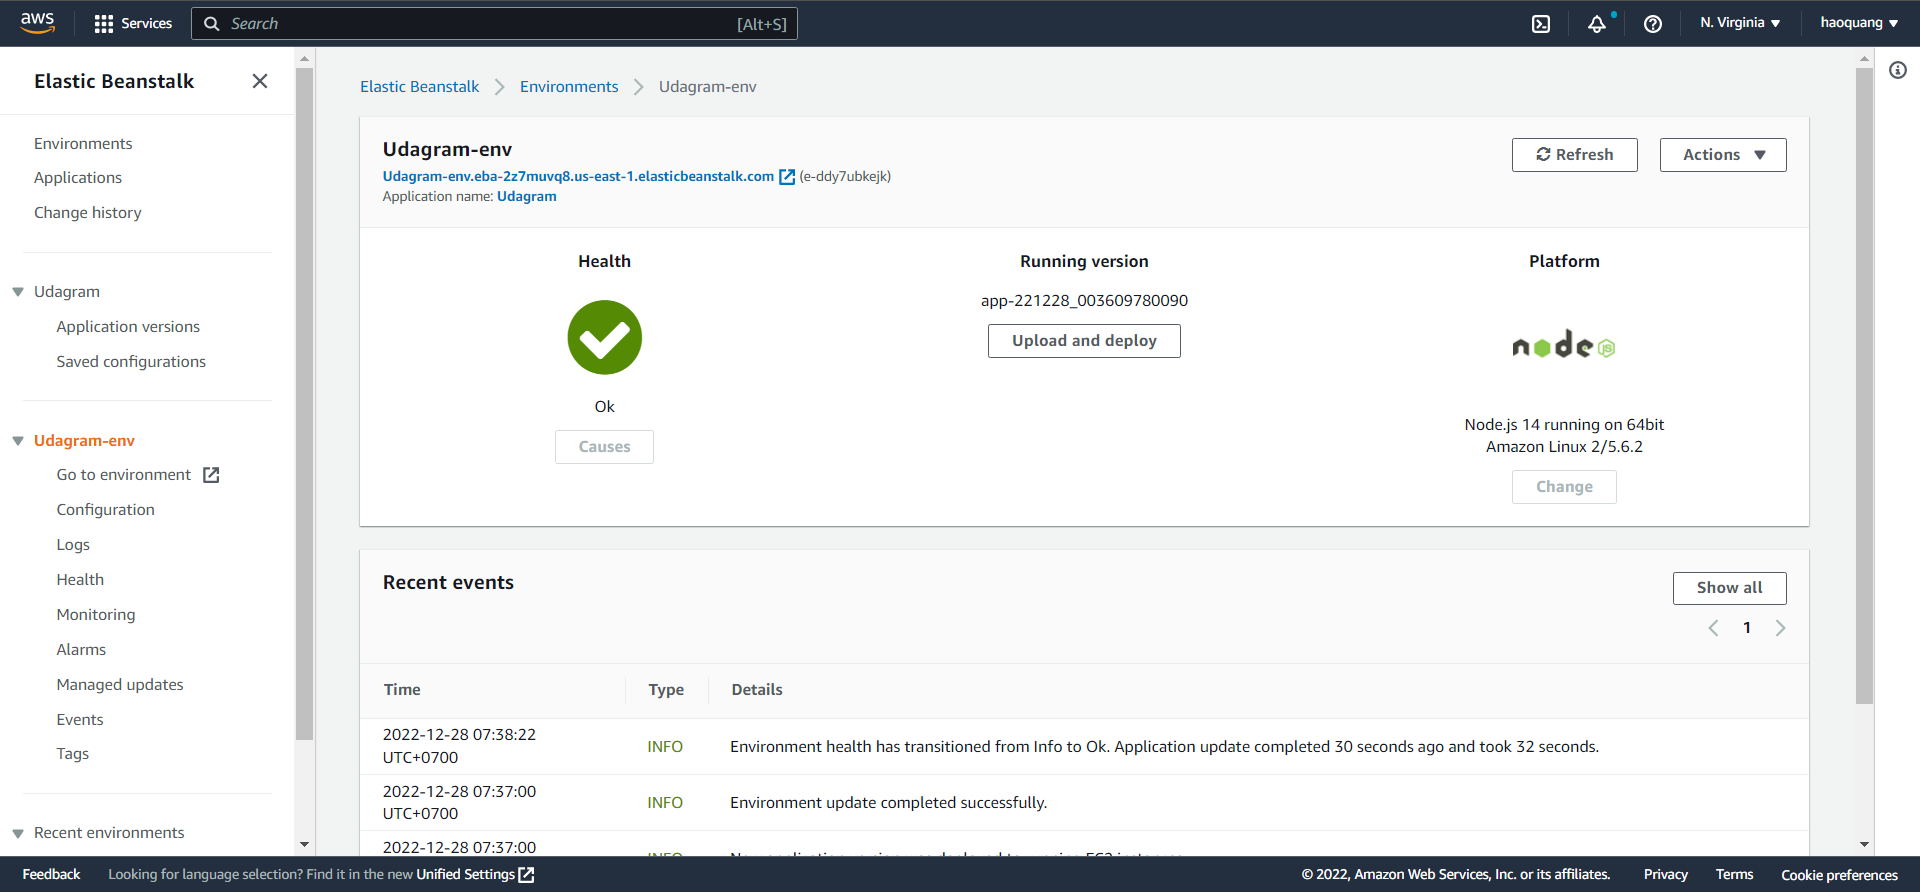 aws
Services
Search
[Alt+S]
N. Virginia
haoquang
Elastic Beanstalk
Environments
Applications
Change history
Udagram
Application versions
Saved configurations
Udagram-env
Go to environment
Configuration
Logs
Health
Monitoring
Alarms
Managed updates
Events
Tags
Recent environments
Elastic Beanstalk
Environments
Udagram-env
Udagram-env
Udagram-env.eba-2z7muvq8.us-east-1.elasticbeanstalk.com (e-ddy7ubkejk)
Application name: Udagram
Refresh
Actions
Health
Ok
Causes
Running version
app-221228_003609780090
Upload and deploy
Platform
node JS
Node.js 14 running on 64bit
Amazon Linux 2/5.6.2
Change
Recent events
Show all
1
Time Type Details
2022-12-28 07:38:22
UTC+0700
INFO
Environment health has transitioned from Info to Ok. Application update completed 30 seconds ago and took 32 seconds.
2022-12-28 07:37:00
UTC+0700
INFO
Environment update completed successfully.
2022-12-28 07:37:00
INFO
Feedback
Looking for language selection? Find it in the new Unified Settings
© 2022, Amazon Web Services, Inc. or its affiliates.
Privacy
Terms
Cookie preferences